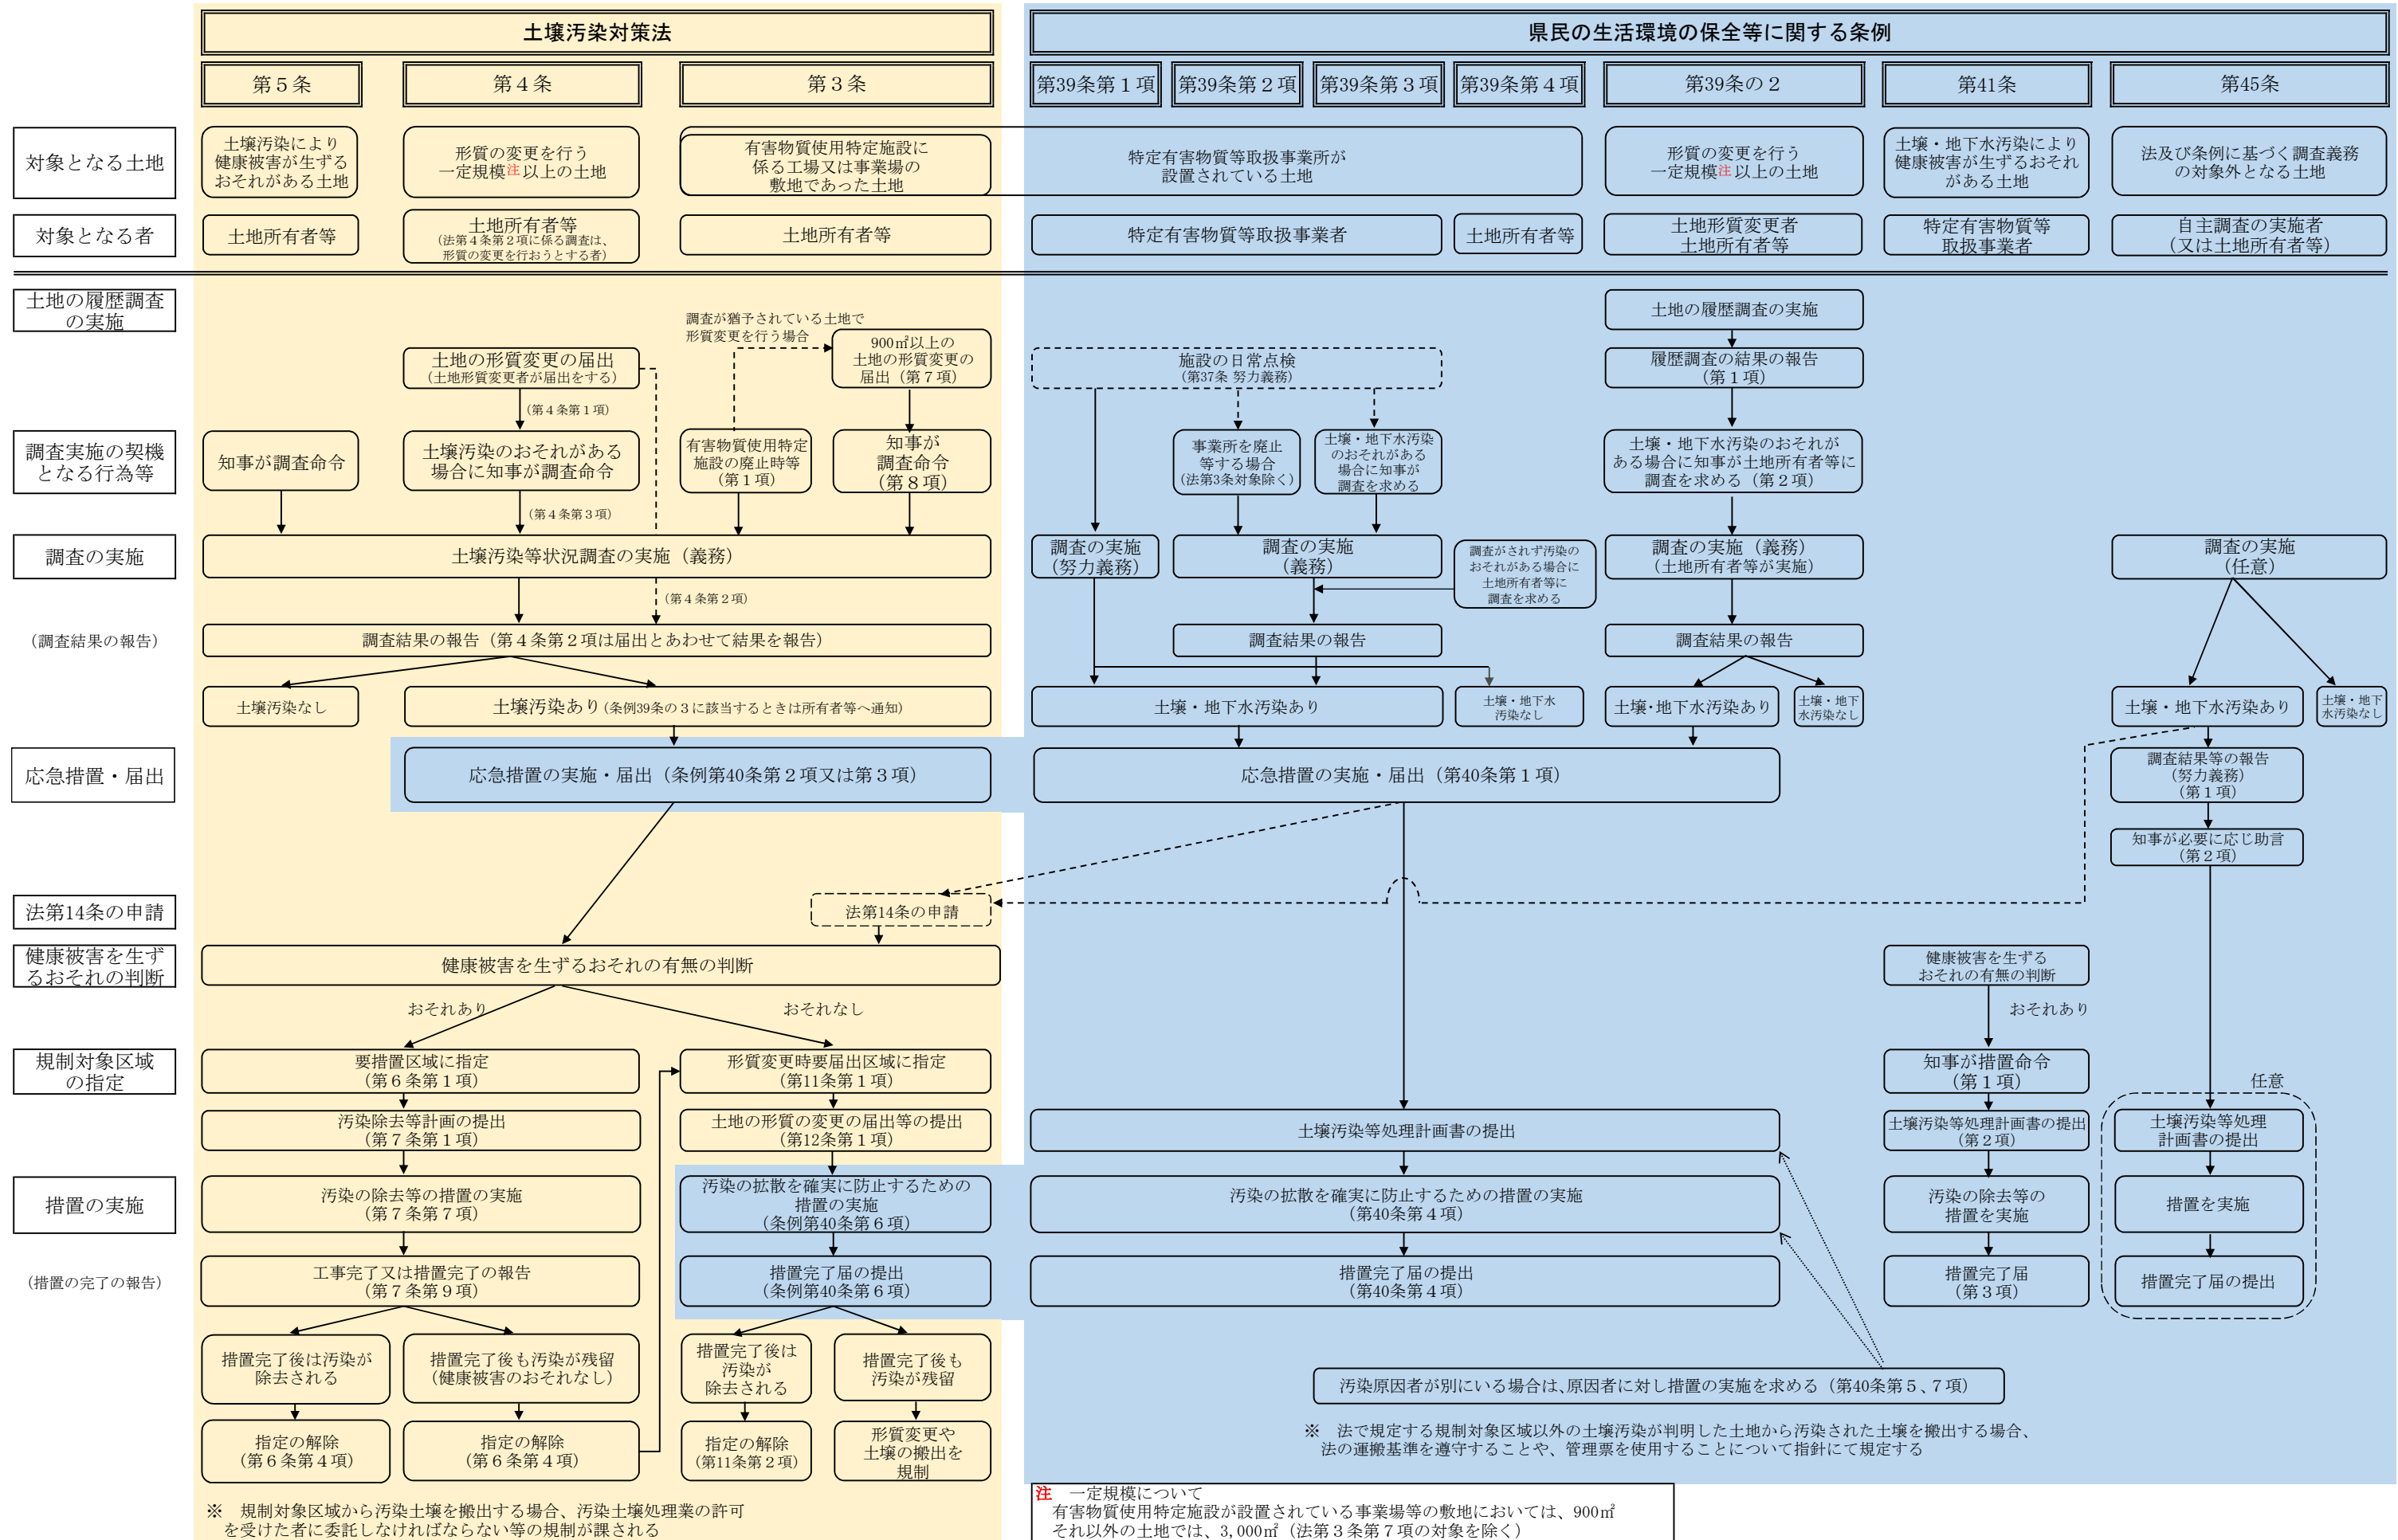 土壌汚染対策法
県民の生活環境の保全等に関する条例
第５条
第４条
第３条
第39条第１項
第39条第２項
第39条第３項
第39条第４項
第39条の２
第41条
第45条
対象となる土地
土壌汚染により
健康被害が生ずる
おそれがある土地
形質の変更を行う
一定規模注以上の土地
有害物質使用特定施設に
係る工場又は事業場の
敷地であった土地
特定有害物質等取扱事業所が
設置されている土地
形質の変更を行う
一定規模注以上の土地
土壌・地下水汚染により
健康被害が生ずるおそれ
がある土地
法及び条例に基づく調査義務
の対象外となる土地
対象となる者
土地所有者等
土地所有者等
（法第４条第２項に係る調査は、
形質の変更を行おうとする者）
土地所有者等
特定有害物質等取扱事業者
土地所有者等
土地形質変更者
土地所有者等
特定有害物質等
取扱事業者
自主調査の実施者
（又は土地所有者等）
土地の履歴調査
の実施
調査が猶予されている土地で
形質変更を行う場合
土地の履歴調査の実施
土地の形質変更の届出
（土地形質変更者が届出をする）
900㎡以上の
土地の形質変更の
届出（第７項）
施設の日常点検
（第37条 努力義務）
履歴調査の結果の報告
（第１項）
（第４条第１項）
調査実施の契機
となる行為等
知事が調査命令
土壌汚染のおそれがある
場合に知事が調査命令
有害物質使用特定
施設の廃止時等
（第１項）
知事が
調査命令
（第８項）
事業所を廃止
等する場合
（法第3条対象除く）
土壌・地下水汚染
のおそれがある
場合に知事が
調査を求める
土壌・地下水汚染のおそれが
ある場合に知事が土地所有者等に
調査を求める（第２項）
（第４条第３項）
調査の実施
土壌汚染等状況調査の実施（義務）
調査の実施
（努力義務）
調査の実施
（義務）
調査がされず汚染の
おそれがある場合に
土地所有者等に
調査を求める
調査の実施（義務）
（土地所有者等が実施）
調査の実施
（任意）
（第４条第２項）
（調査結果の報告）
調査結果の報告（第４条第２項は届出とあわせて結果を報告）
調査結果の報告
調査結果の報告
土壌汚染なし
土壌汚染あり（条例39条の３に該当するときは所有者等へ通知）
土壌・地下水汚染あり
土壌・地下水
汚染なし
土壌･地下水汚染あり
土壌・地下
水汚染なし
土壌・地下水汚染あり
土壌・地下
水汚染なし
応急措置・届出
応急措置の実施・届出（条例第40条第２項又は第３項）
応急措置の実施・届出（第40条第１項）
調査結果等の報告
（努力義務）
（第１項）
知事が必要に応じ助言
（第２項）
法第14条の申請
法第14条の申請
健康被害を生ず
るおそれの判断
健康被害を生ずるおそれの有無の判断
健康被害を生ずる
おそれの有無の判断
おそれあり
おそれなし
おそれあり
規制対象区域
の指定
要措置区域に指定
（第６条第１項）
形質変更時要届出区域に指定
（第11条第１項）
知事が措置命令
（第１項）
任意
汚染除去等計画の提出
（第７条第１項）
土地の形質の変更の届出等の提出
（第12条第１項）
土壌汚染等処理計画書の提出
土壌汚染等処理計画書の提出
（第２項）
土壌汚染等処理
計画書の提出
措置の実施
汚染の除去等の措置の実施
（第７条第７項）
汚染の拡散を確実に防止するための
措置の実施
（条例第40条第６項）
汚染の拡散を確実に防止するための措置の実施
（第40条第４項）
汚染の除去等の
措置を実施
措置を実施
（措置の完了の報告）
工事完了又は措置完了の報告
（第７条第９項）
措置完了届の提出
（条例第40条第６項）
措置完了届の提出
（第40条第４項）
措置完了届
（第３項）
措置完了届の提出
措置完了後は汚染が
除去される
措置完了後も汚染が残留
（健康被害のおそれなし）
措置完了後は
汚染が
除去される
措置完了後も
汚染が残留
汚染原因者が別にいる場合は、原因者に対し措置の実施を求める（第40条第５、７項）
指定の解除
（第６条第４項）
指定の解除
（第６条第４項）
指定の解除
（第11条第２項）
形質変更や
土壌の搬出を
規制
※　法で規定する規制対象区域以外の土壌汚染が判明した土地から汚染された土壌を搬出する場合、
法の運搬基準を遵守することや、管理票を使用することについて指針にて規定する
※　規制対象区域から汚染土壌を搬出する場合、汚染土壌処理業の許可
を受けた者に委託しなければならない等の規制が課される
注　一定規模について
有害物質使用特定施設が設置されている事業場等の敷地においては、900㎡
それ以外の土地では、3,000㎡（法第３条第７項の対象を除く）